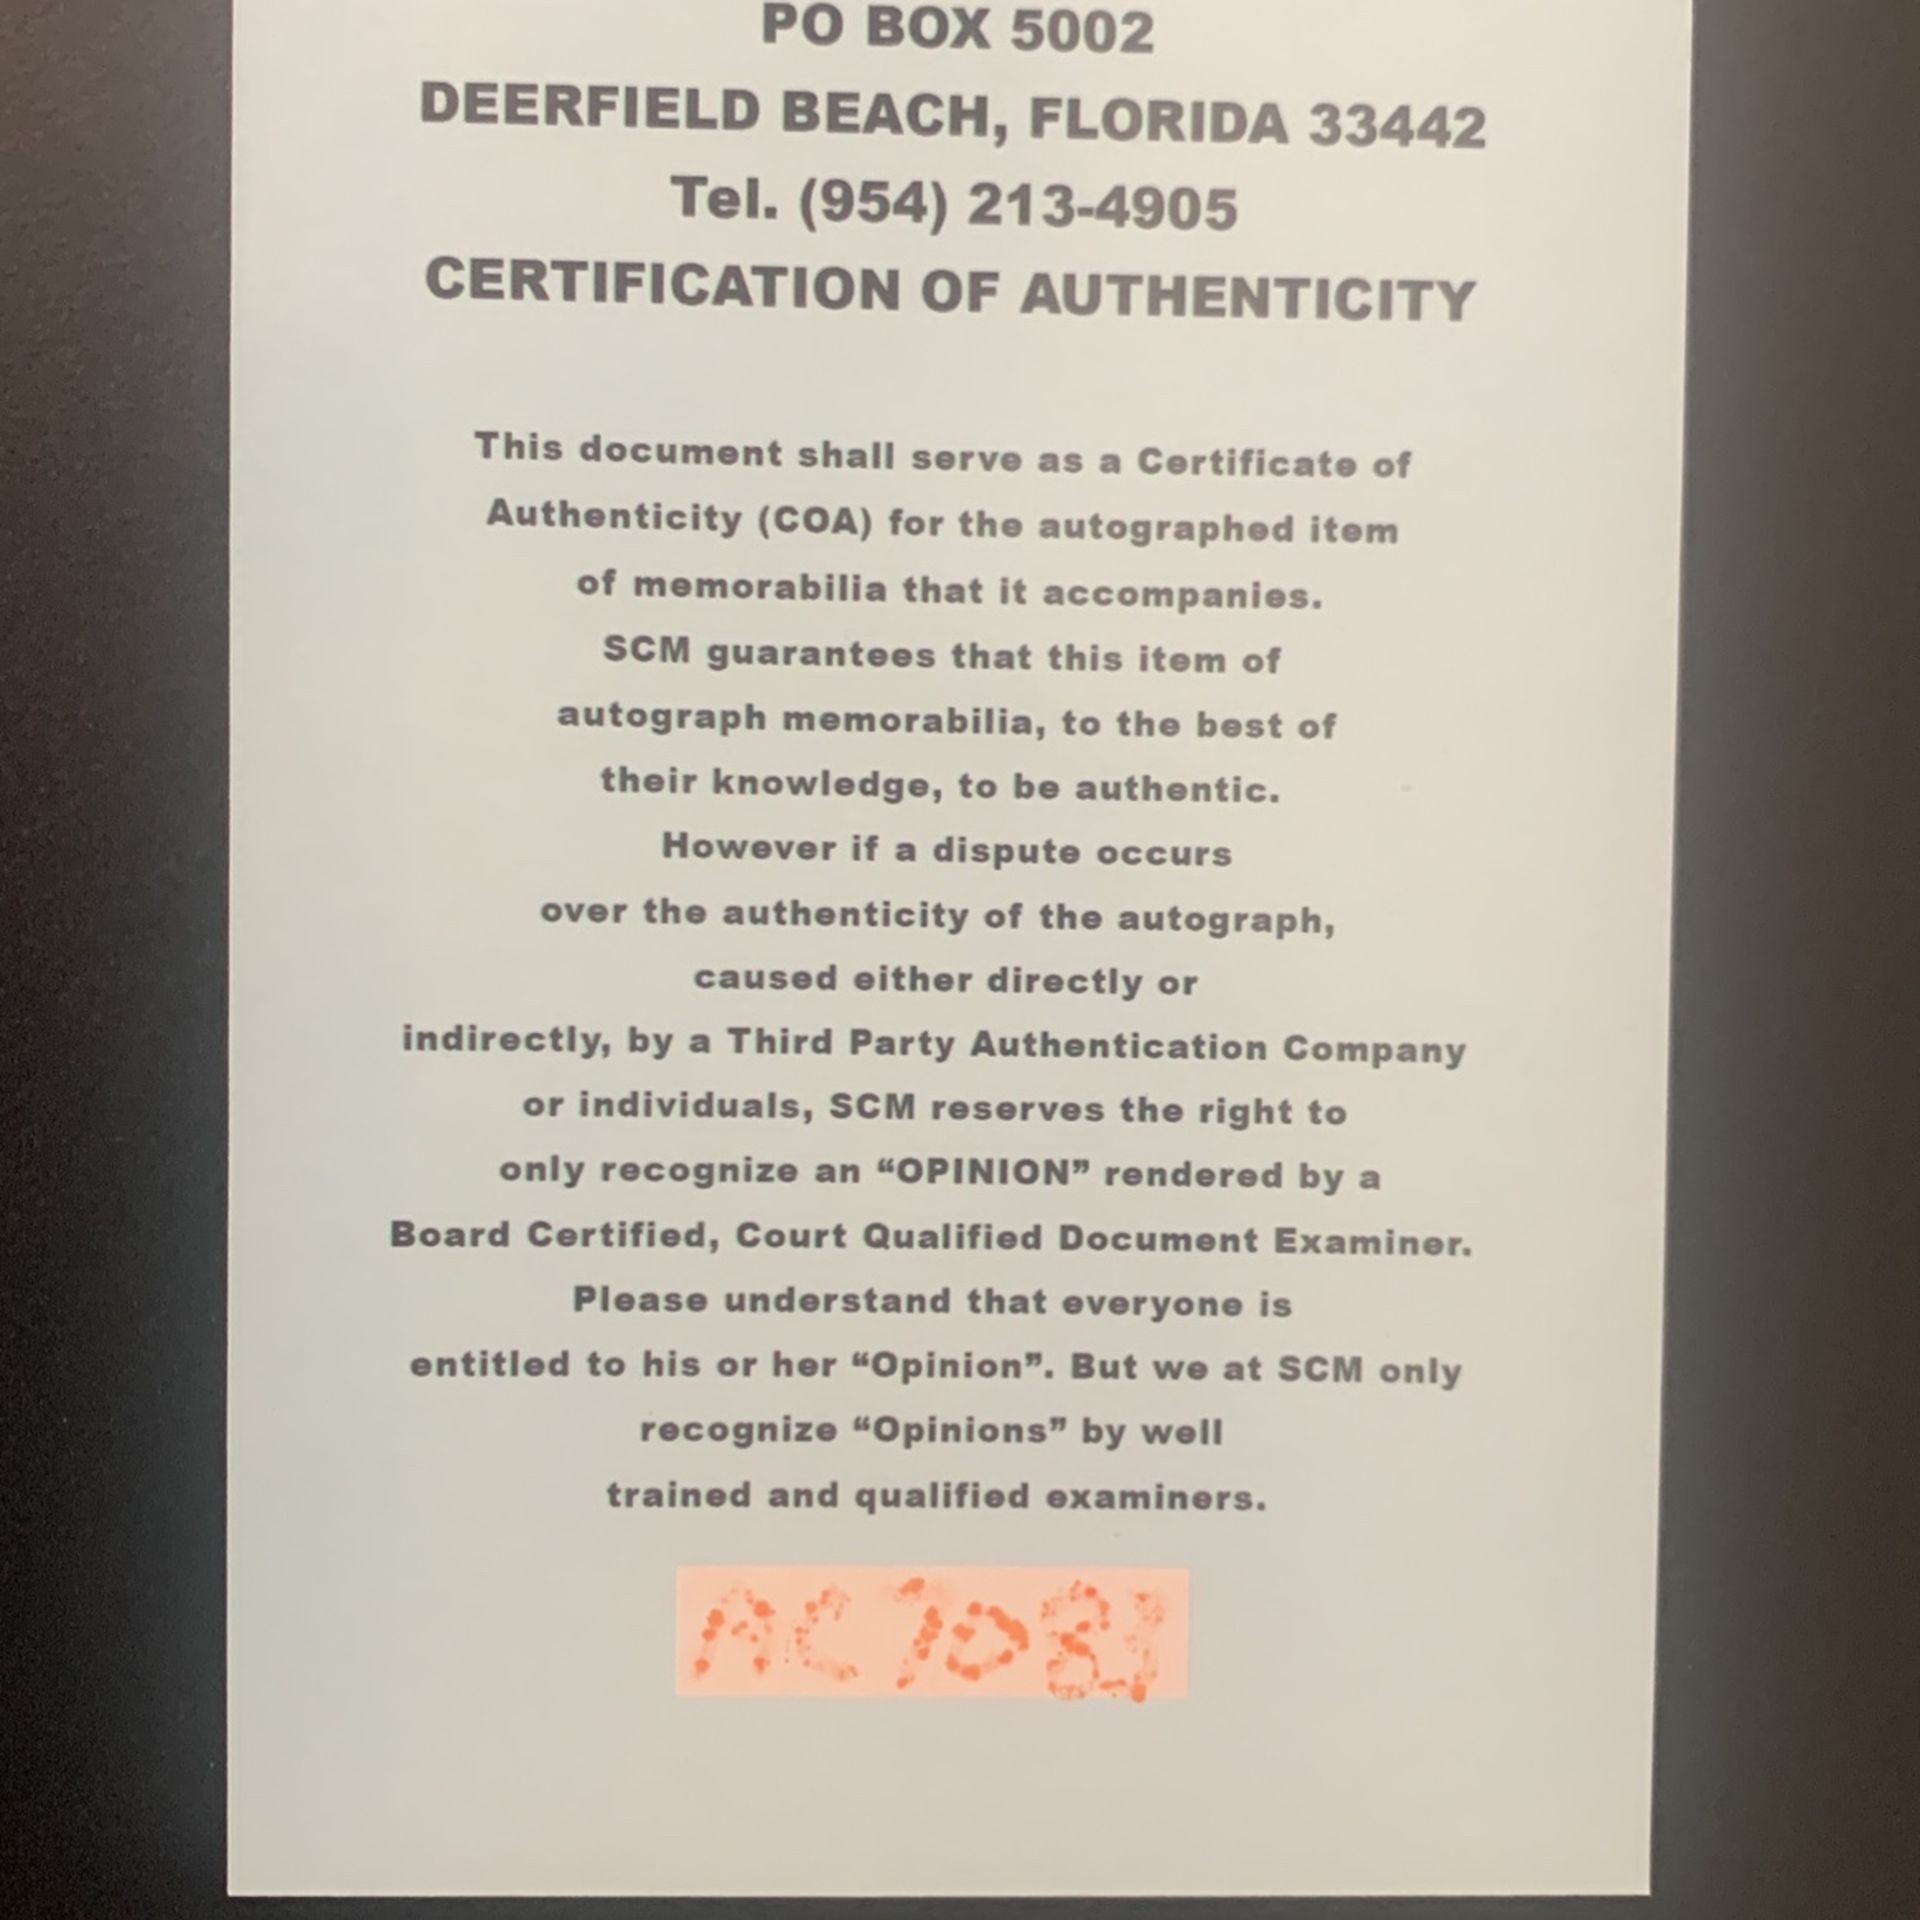 PO BOX 5002
DEERFIELD BEACH, FLORIDA 33442
Tel. (954) 213-4905
CERTIFICATION OF AUTHENTICITY
This document shall serve as a Certificate of
Authenticity (COA) for the autographed item
of memorabilia that it accompanies.
SCM guarantees that this item of
autograph memorabilia, to the best of
their knowledge, to be authentic.
However if a dispute occurs
over the authenticity of the autograph,
caused either directly or
indirectly, by a Third Party Authentication Company
or individuals, SCM reserves the right to
only recognize an “OPINION” rendered by a
Board Certified, Court Qualified Document Examiner.
Please understand that everyone is
entitled to his or her “Opinion”. But we at SCM only
recognize “Opinions” by well
trained and qualified examiners.